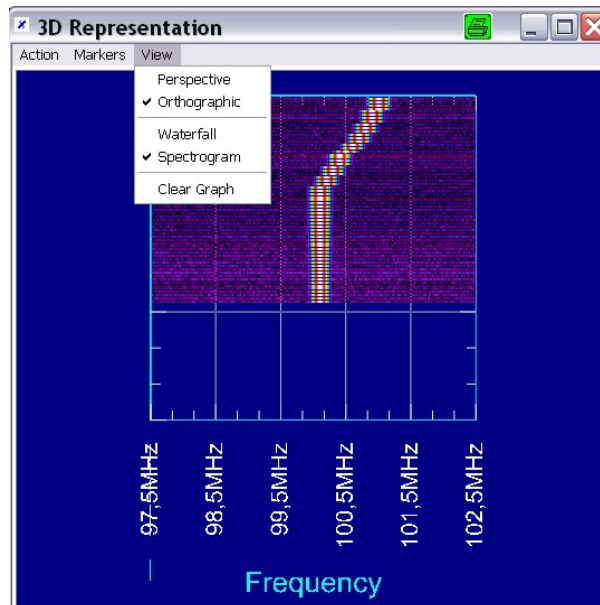 3D Representation
Action Markers View
Perspective
✔ Orthographic
Waterfall
✔ Spectrogram
Clear Graph
97,5MHz
98,5MHz
99,5MHz
100,5MHz
101,5MHz
102,5MHz
Frequency